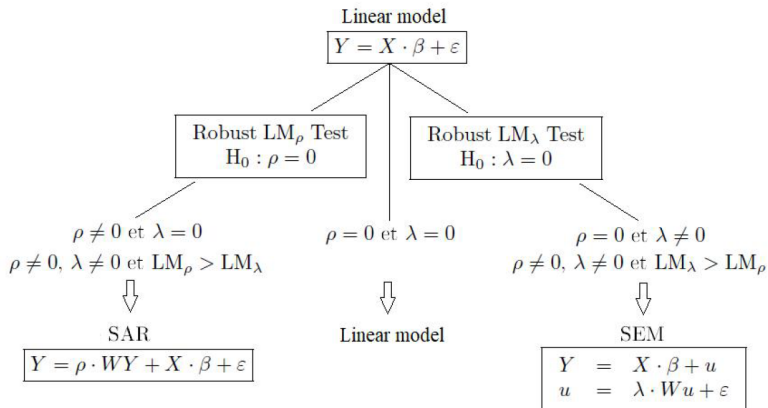 Linear model
Y = X · β + ε
Robust LMρ Test
H₀ : ρ = 0
Robust LMλ Test
H₀ : λ = 0
ρ ≠ 0 et λ = 0
ρ ≠ 0, λ ≠ 0 et LMρ > LMλ
ρ = 0 et λ = 0
ρ = 0 et λ ≠ 0
ρ ≠ 0, λ ≠ 0 et LMλ > LMρ
SAR
Y = ρ · WY + X · β + ε
Linear model
SEM
Y = X · β + u
u = λ · Wu + ε